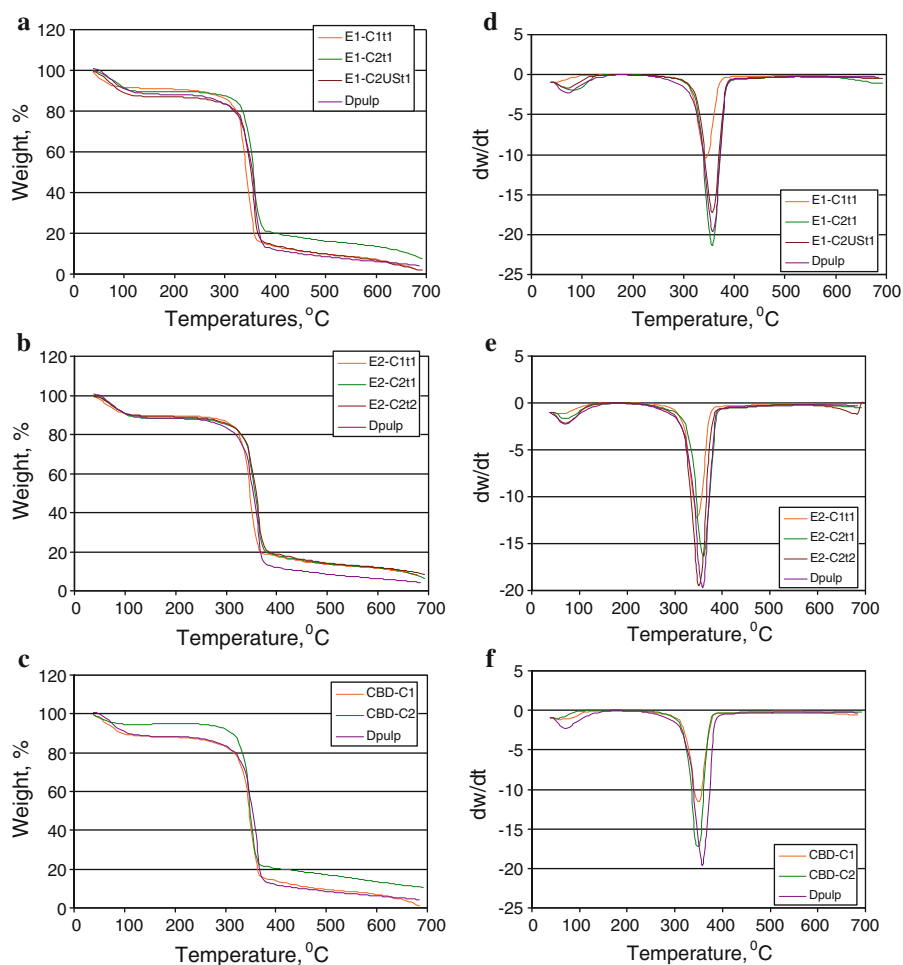 a
120
100
80
60
40
20
0
Weight, %
0 100 200 300 400 500 600 700
Temperatures, ⁰C
E1-C1t1
E1-C2t1
E1-C2USt1
Dpulp
d
5
0
-5
-10
-15
-20
-25
dw/dt
0 100 200 300 400 500 600 700
Temperature, ⁰C
E1-C1t1
E1-C2t1
E1-C2USt1
Dpulp
b
120
100
80
60
40
20
0
Weight, %
0 100 200 300 400 500 600 700
Temperature, ⁰C
E2-C1t1
E2-C2t1
E2-C2t2
Dpulp
e
5
0
-5
-10
-15
-20
dw/dt
0 100 200 300 400 500 600 700
Temperature, ⁰C
E2-C1t1
E2-C2t1
E2-C2t2
Dpulp
c
120
100
80
60
40
20
0
Weight, %
0 100 200 300 400 500 600 700
Temperature, ⁰C
CBD-C1
CBD-C2
Dpulp
f
5
0
-5
-10
-15
-20
-25
dw/dt
0 100 200 300 400 500 600 700
Temperature, ⁰C
CBD-C1
CBD-C2
Dpulp